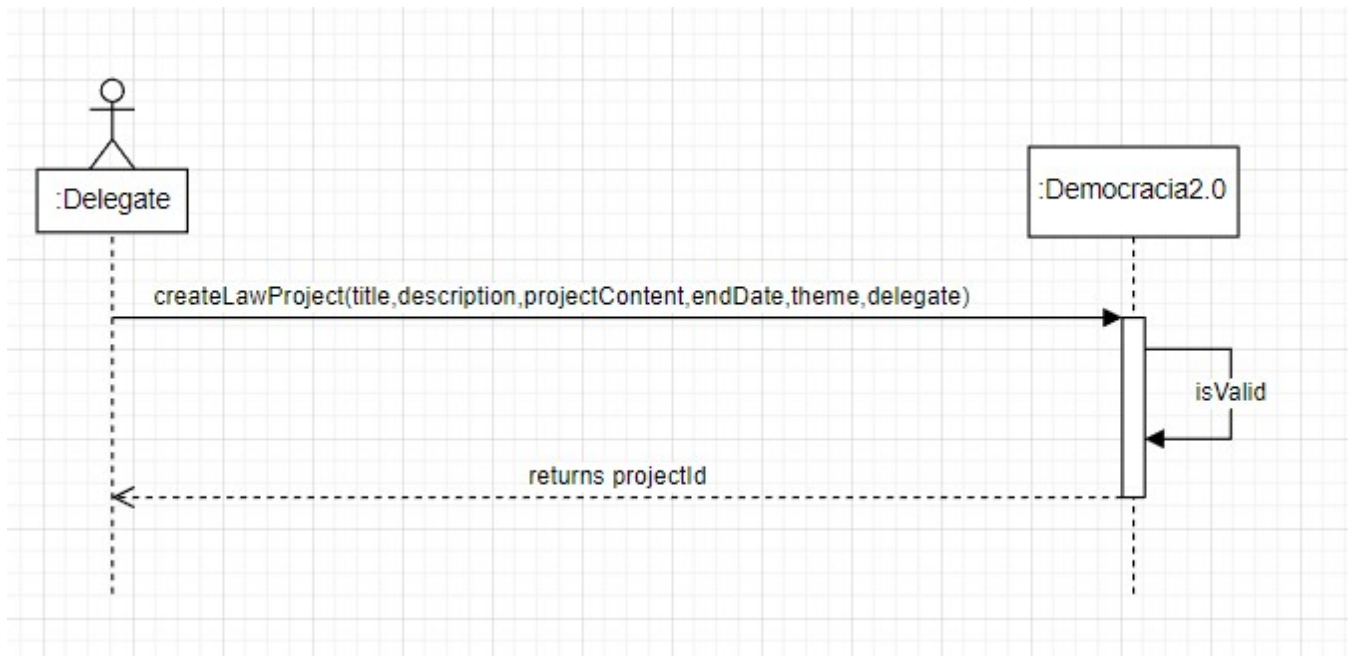 :Delegate
:Democracia2.0
createLawProject(title,description,projectContent,endDate,theme,delegate)
isValid
returns projectId